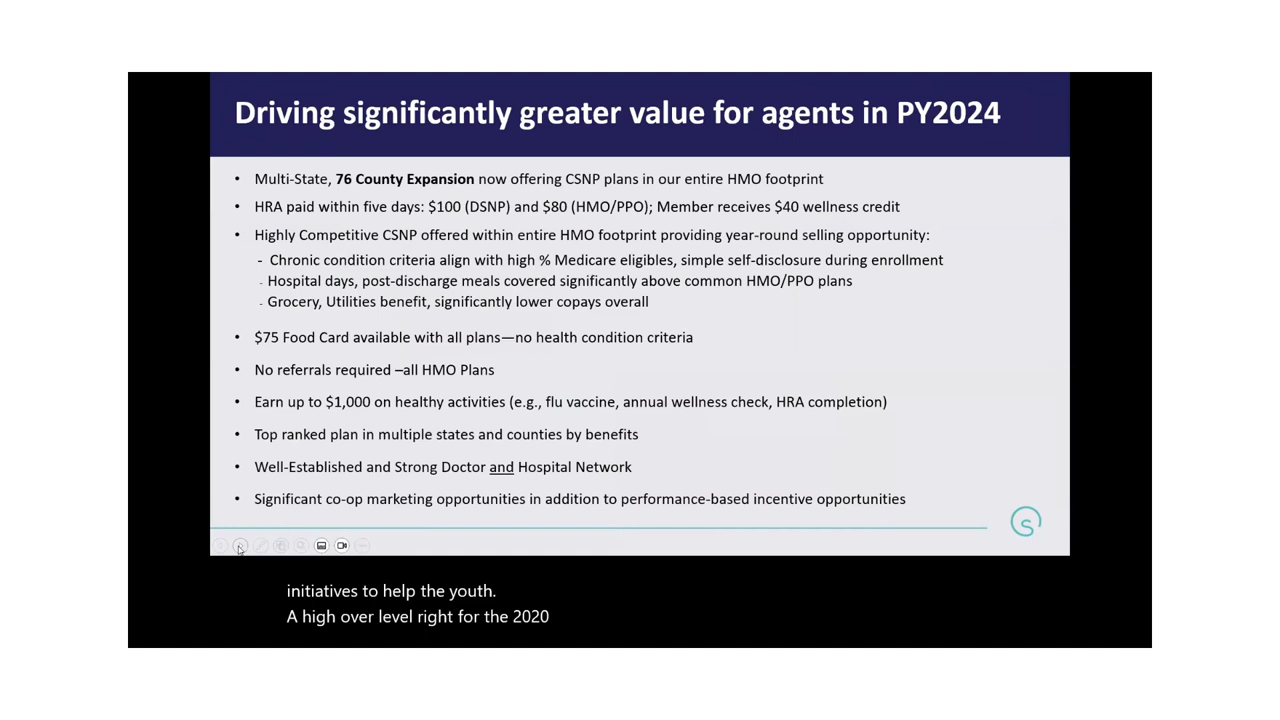 Driving significantly greater value for agents in PY2024
• Multi-State, 76 County Expansion now offering CSNP plans in our entire HMO footprint
• HRA paid within five days: $100 (DSNP) and $80 (HMO/PPO); Member receives $40 wellness credit
• Highly Competitive CSNP offered within entire HMO footprint providing year-round selling opportunity:
- Chronic condition criteria align with high % Medicare eligibles, simple self-disclosure during enrollment
- Hospital days, post-discharge meals covered significantly above common HMO/PPO plans
- Grocery, Utilities benefit, significantly lower copays overall
• $75 Food Card available with all plans—no health condition criteria
• No referrals required –all HMO Plans
• Earn up to $1,000 on healthy activities (e.g., flu vaccine, annual wellness check, HRA completion)
• Top ranked plan in multiple states and counties by benefits
• Well-Established and Strong Doctor and Hospital Network
• Significant co-op marketing opportunities in addition to performance-based incentive opportunities
S
initiatives to help the youth.
A high over level right for the 2020